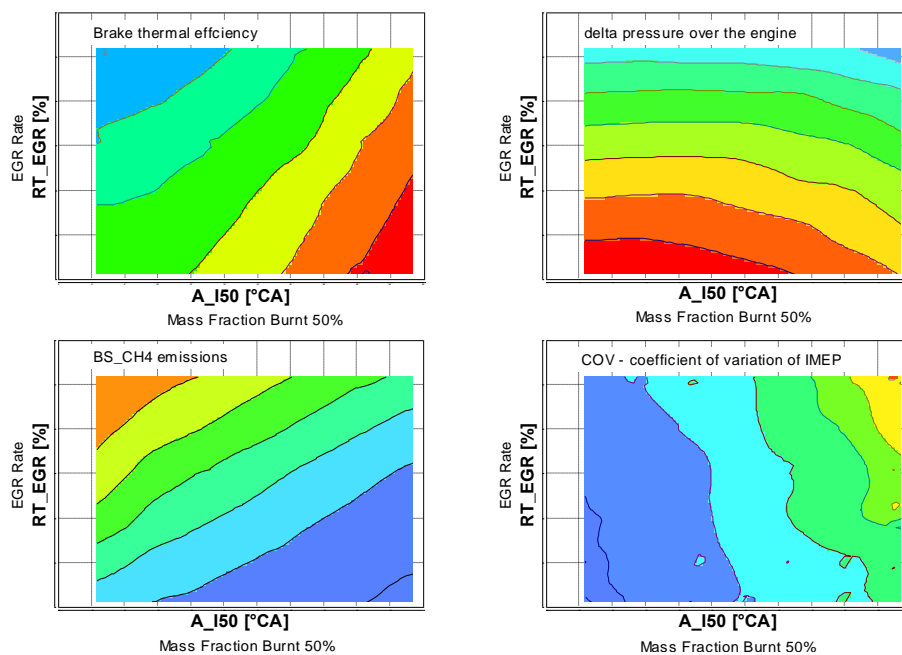 Brake thermal effciency
EGR Rate
RT_EGR [%]
A_I50 [°CA]
Mass Fraction Burnt 50%
delta pressure over the engine
EGR Rate
RT_EGR [%]
A_I50 [°CA]
Mass Fraction Burnt 50%
BS_CH4 emissions
EGR Rate
RT_EGR [%]
A_I50 [°CA]
Mass Fraction Burnt 50%
COV - coefficient of variation of IMEP
EGR Rate
RT_EGR [%]
A_I50 [°CA]
Mass Fraction Burnt 50%